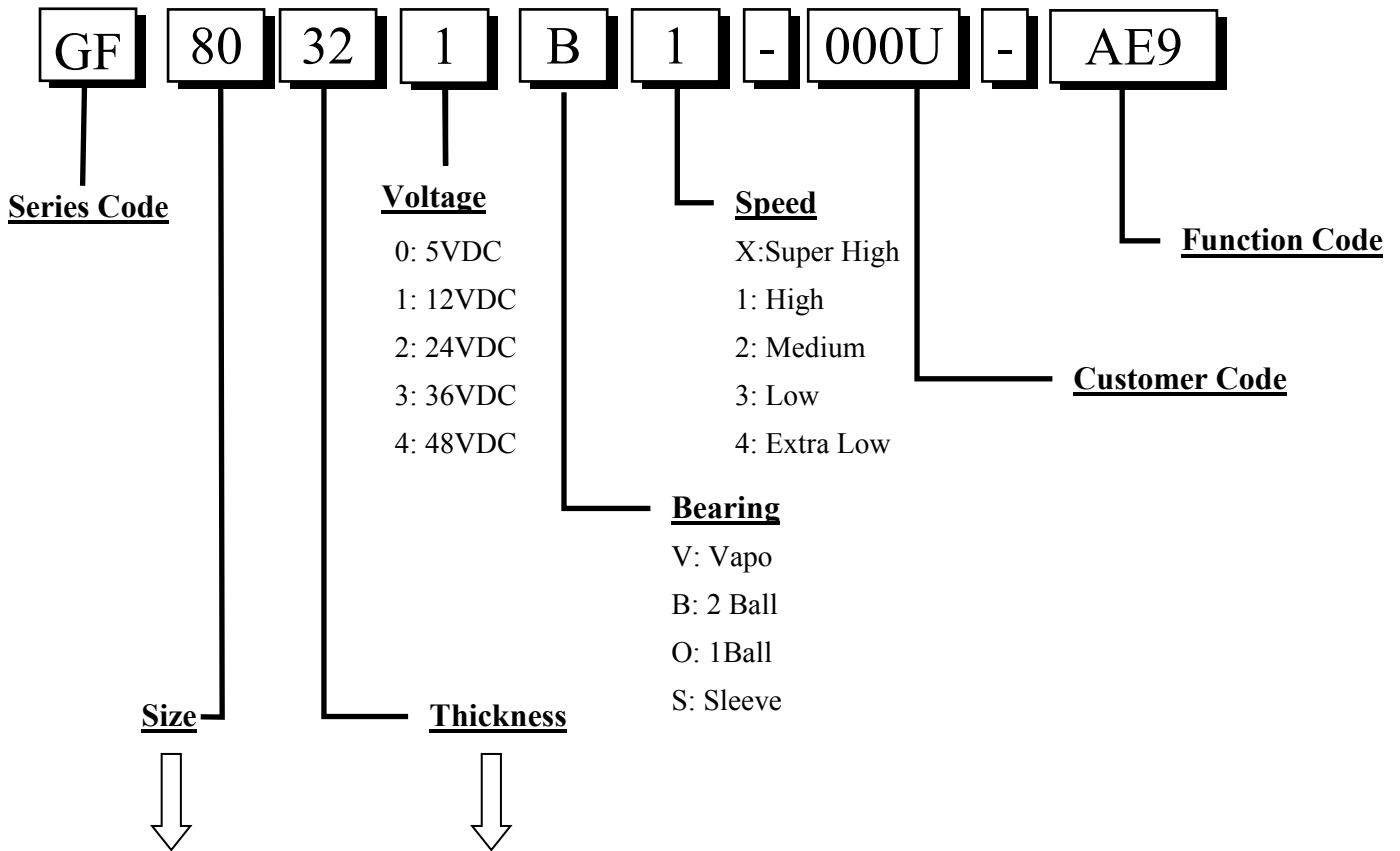 GF 80 32 1 B 1 - 000U - AE9
Series Code
Voltage
0: 5VDC
1: 12VDC
2: 24VDC
3: 36VDC
4: 48VDC
Speed
X:Super High
1: High
2: Medium
3: Low
4: Extra Low
Function Code
Customer Code
Bearing
V: Vapo
B: 2 Ball
O: 1Ball
S: Sleeve
Size
Thickness